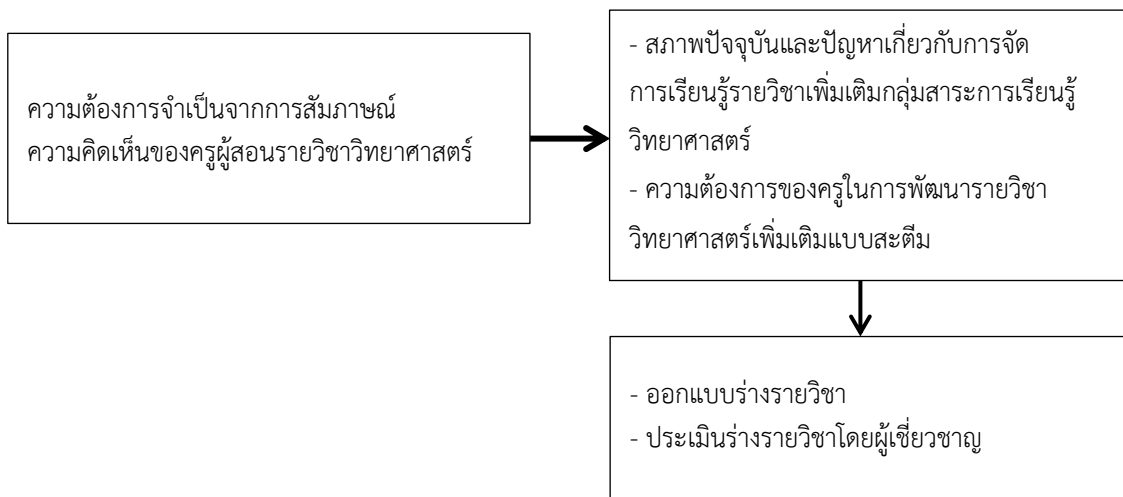 ความต้องการจำเป็นจากการสัมภาษณ์
ความคิดเห็นของครูผู้สอนรายวิชาวิทยาศาสตร์
- สภาพปัจจุบันและปัญหาเกี่ยวกับการจัด
การเรียนรู้รายวิชาเพิ่มเติมกลุ่มสาระการเรียนรู้
วิทยาศาสตร์
- ความต้องการของครูในการพัฒนารายวิชา
วิทยาศาสตร์เพิ่มเติมแบบสะตีม
- ออกแบบร่างรายวิชา
- ประเมินร่างรายวิชาโดยผู้เชี่ยวชาญ